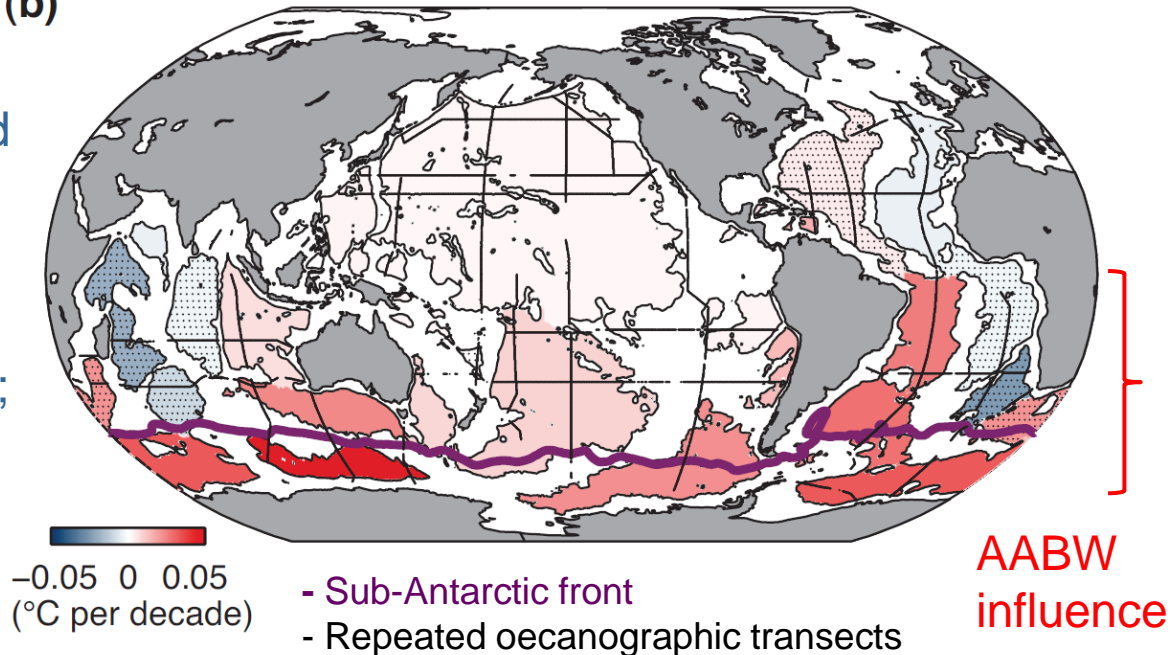 (b)
d
;
−0.05 0 0.05
(°C per decade)
- Sub-Antarctic front
- Repeated oecanographic transects
AABW
influence